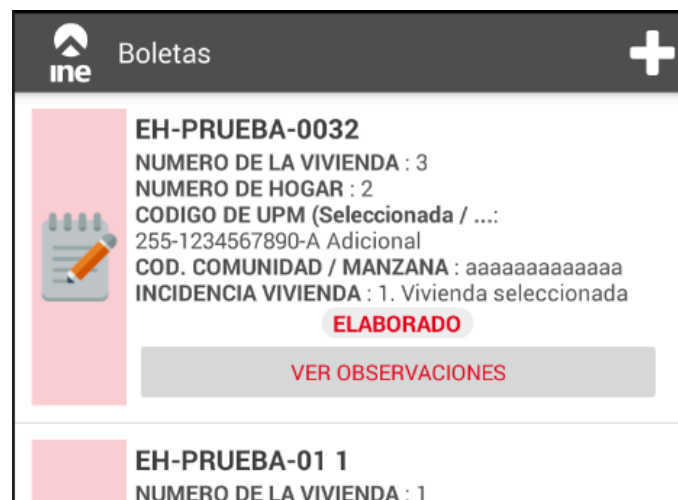 ine
Boletas
EH-PRUEBA-0032
NUMERO DE LA VIVIENDA : 3
NUMERO DE HOGAR : 2
CODIGO DE UPM (Seleccionada / ...:
255-1234567890-A Adicional
COD. COMUNIDAD / MANZANA : aaaaaaaaaaaaa
INCIDENCIA VIVIENDA : 1. Vivienda seleccionada
ELABORADO
VER OBSERVACIONES
EH-PRUEBA-01 1
NUMERO DE LA VIVIENDA : 1